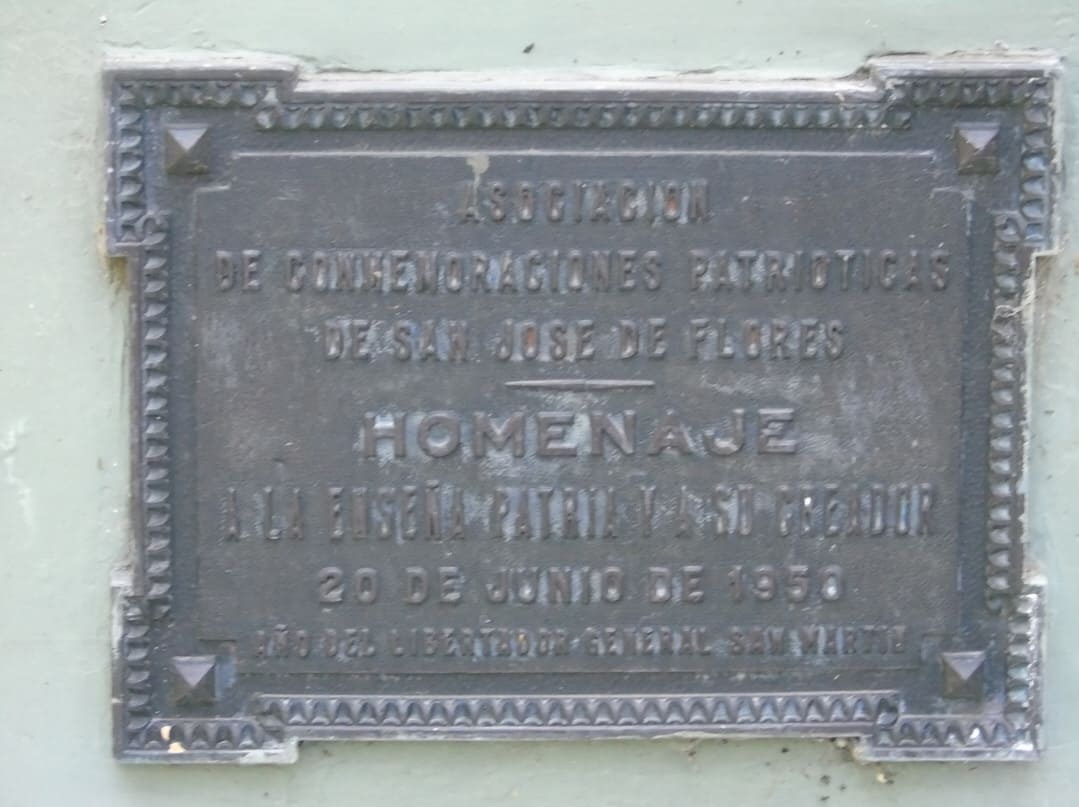 ASOCIACION
DE CONMEMORACIONES PATRIOTICAS
DE SAN JOSE DE FLORES
HOMENAJE
A LA ENSEÑA PATRIA Y A SU CREADOR
20 DE JUNIO DE 1950
AÑO DEL LIBERTADOR GENERAL SAN MARTIN